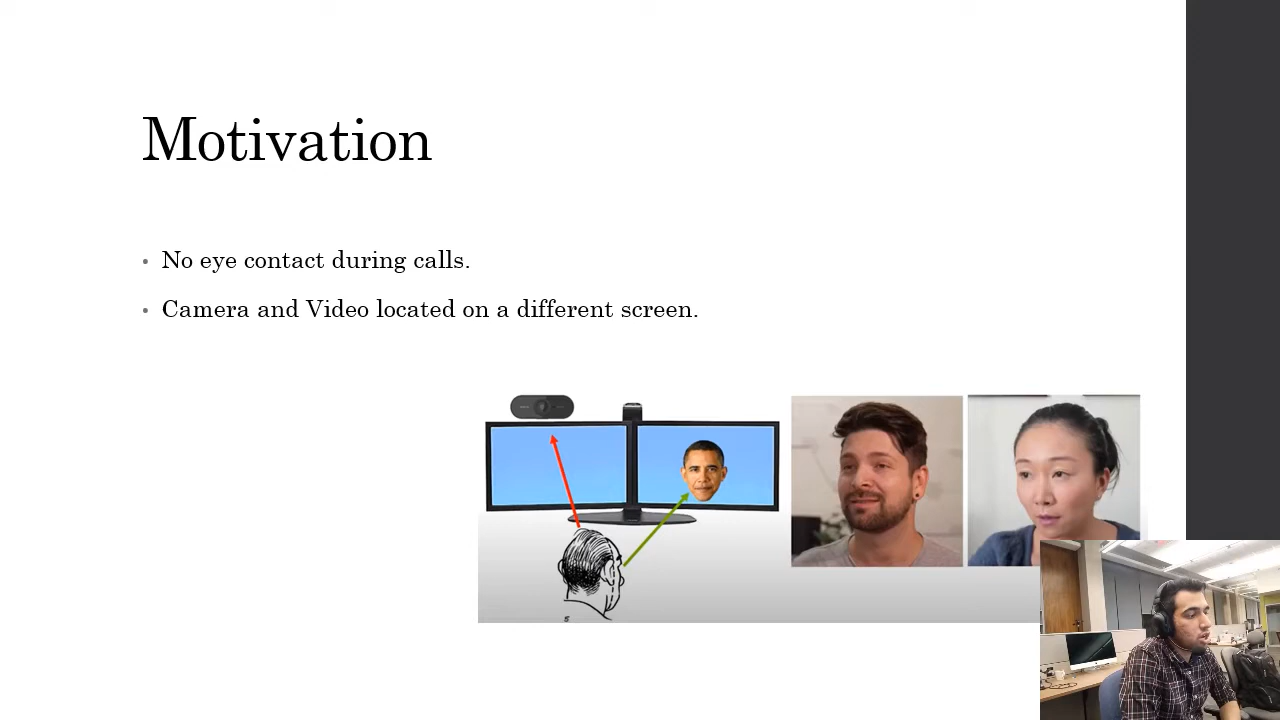 Motivation
No eye contact during calls.
Camera and Video located on a different screen.